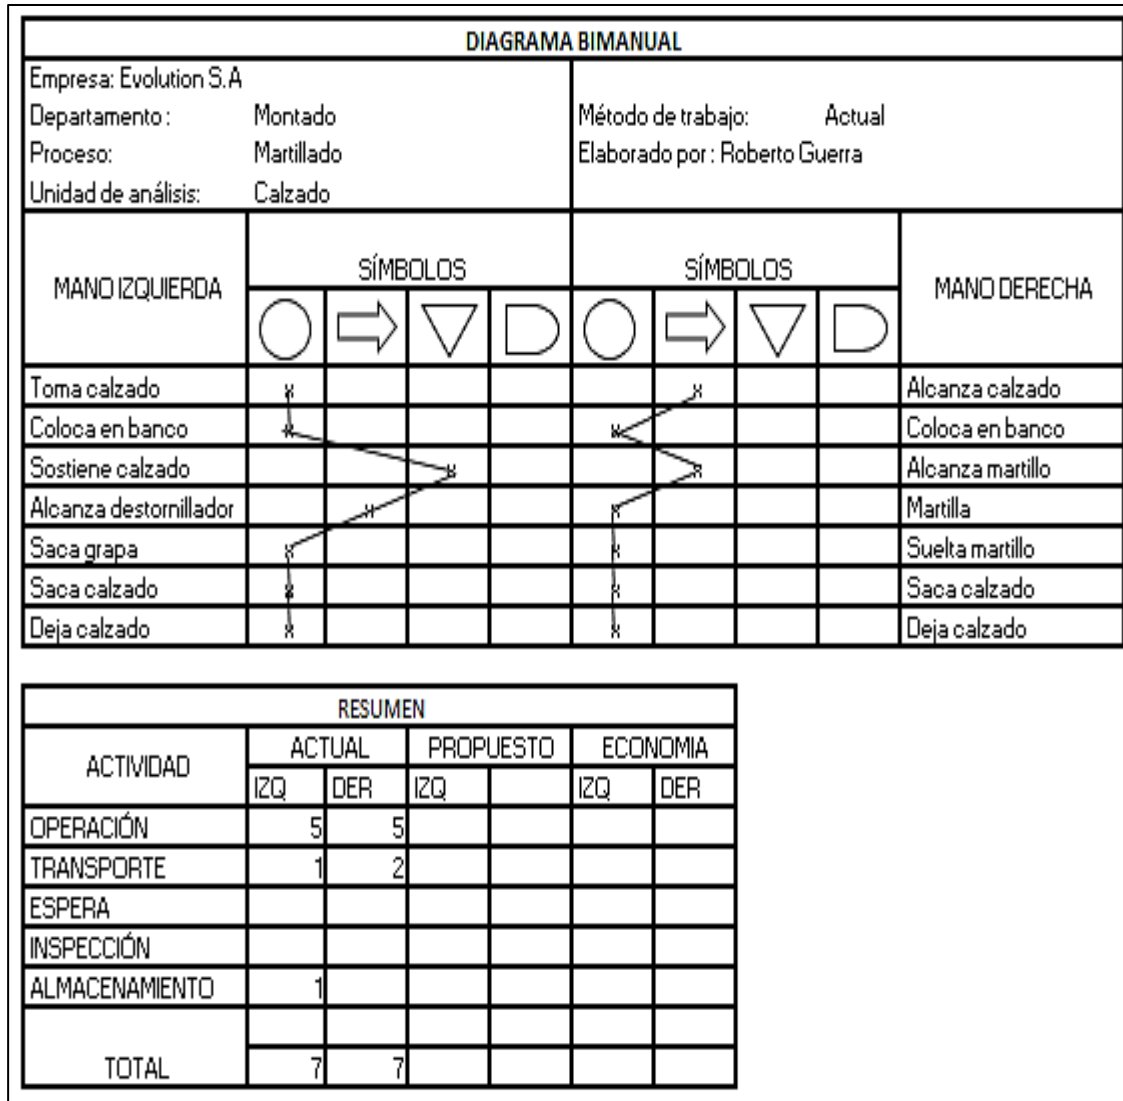 DIAGRAMA BIMANUAL
Empresa: Evolution S.A
Departamento: Montado Método de trabajo: Actual
Proceso: Martillado Elaborado por: Roberto Guerra
Unidad de análisis: Calzado
MANO IZQUIERDA SÍMBOLOS SÍMBOLOS MANO DERECHA
Toma calzado x x Alcanza calzado
Coloca en banco x x Coloca en banco
Sostiene calzado x x Alcanza martillo
Alcanza destornillador x x Martilla
Saca grapa x x Suelta martillo
Saca calzado x x Saca calzado
Deja calzado x x Deja calzado
RESUMEN
ACTIVIDAD ACTUAL PROPUESTO ECONOMIA
IZQ DER IZQ IZQ DER
OPERACIÓN 5 5
TRANSPORTE 1 2
ESPERA
INSPECCIÓN
ALMACENAMIENTO 1
TOTAL 7 7